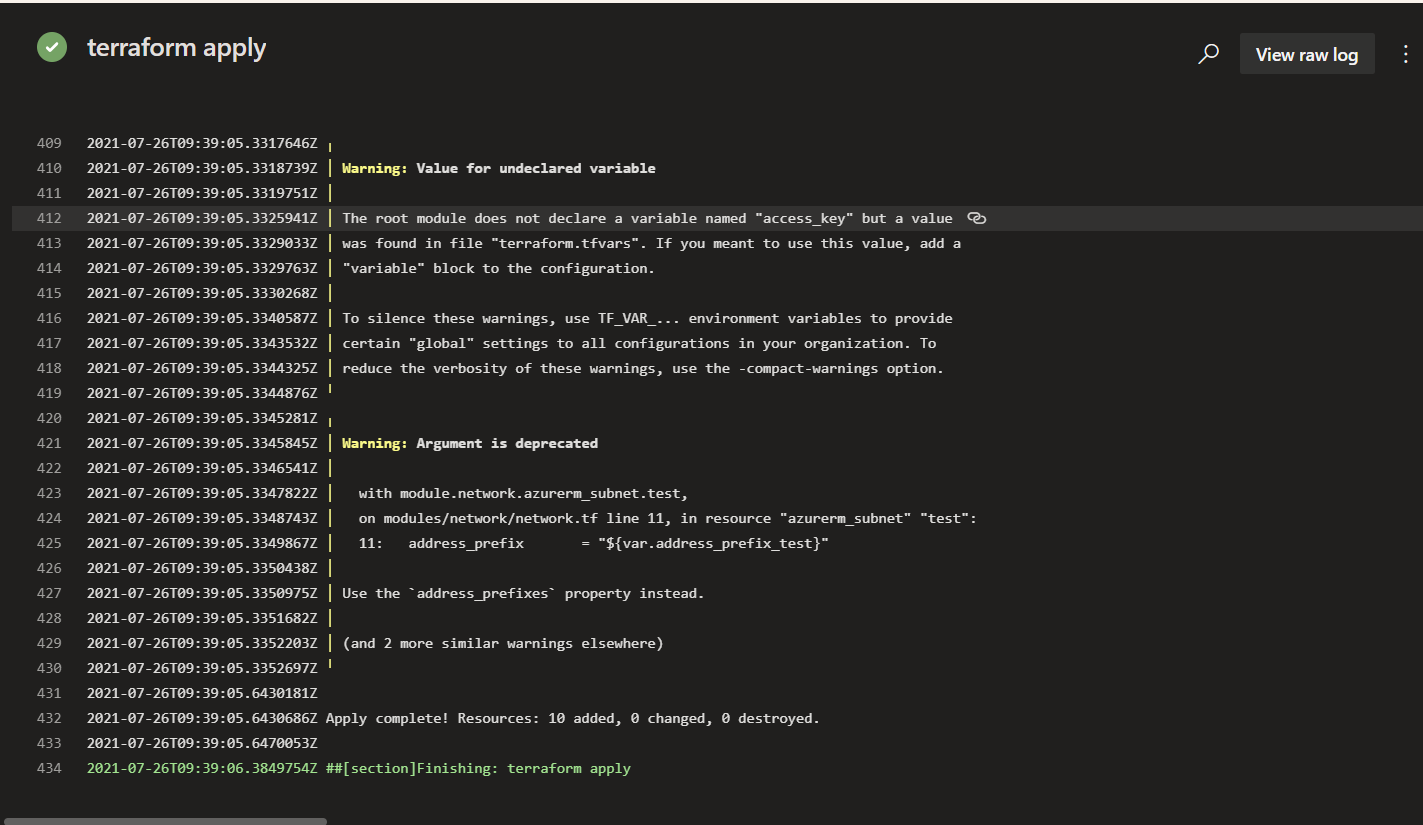 terraform apply
View raw log
409 2021-07-26T09:39:05.3317646Z
410 2021-07-26T09:39:05.3318739Z │ Warning: Value for undeclared variable
411 2021-07-26T09:39:05.3319751Z │
412 2021-07-26T09:39:05.3325941Z │ The root module does not declare a variable named "access_key" but a value
413 2021-07-26T09:39:05.3329033Z │ was found in file "terraform.tfvars". If you meant to use this value, add a
414 2021-07-26T09:39:05.3329763Z │ "variable" block to the configuration.
415 2021-07-26T09:39:05.3330268Z │
416 2021-07-26T09:39:05.3340587Z │ To silence these warnings, use TF_VAR_... environment variables to provide
417 2021-07-26T09:39:05.3343532Z │ certain "global" settings to all configurations in your organization. To
418 2021-07-26T09:39:05.3344325Z │ reduce the verbosity of these warnings, use the -compact-warnings option.
419 2021-07-26T09:39:05.3344876Z
420 2021-07-26T09:39:05.3345281Z
421 2021-07-26T09:39:05.3345845Z │ Warning: Argument is deprecated
422 2021-07-26T09:39:05.3346541Z │
423 2021-07-26T09:39:05.3347822Z │   with module.network.azurerm_subnet.test,
424 2021-07-26T09:39:05.3348743Z │   on modules/network/network.tf line 11, in resource "azurerm_subnet" "test":
425 2021-07-26T09:39:05.3349867Z │   11:   address_prefix       = "${var.address_prefix_test}"
426 2021-07-26T09:39:05.3350438Z │
427 2021-07-26T09:39:05.3350975Z │ Use the `address_prefixes` property instead.
428 2021-07-26T09:39:05.3351682Z │
429 2021-07-26T09:39:05.3352203Z │ (and 2 more similar warnings elsewhere)
430 2021-07-26T09:39:05.3352697Z
431 2021-07-26T09:39:05.6430181Z
432 2021-07-26T09:39:05.6430686Z Apply complete! Resources: 10 added, 0 changed, 0 destroyed.
433 2021-07-26T09:39:05.6470053Z
434 2021-07-26T09:39:06.3849754Z ##[section]Finishing: terraform apply